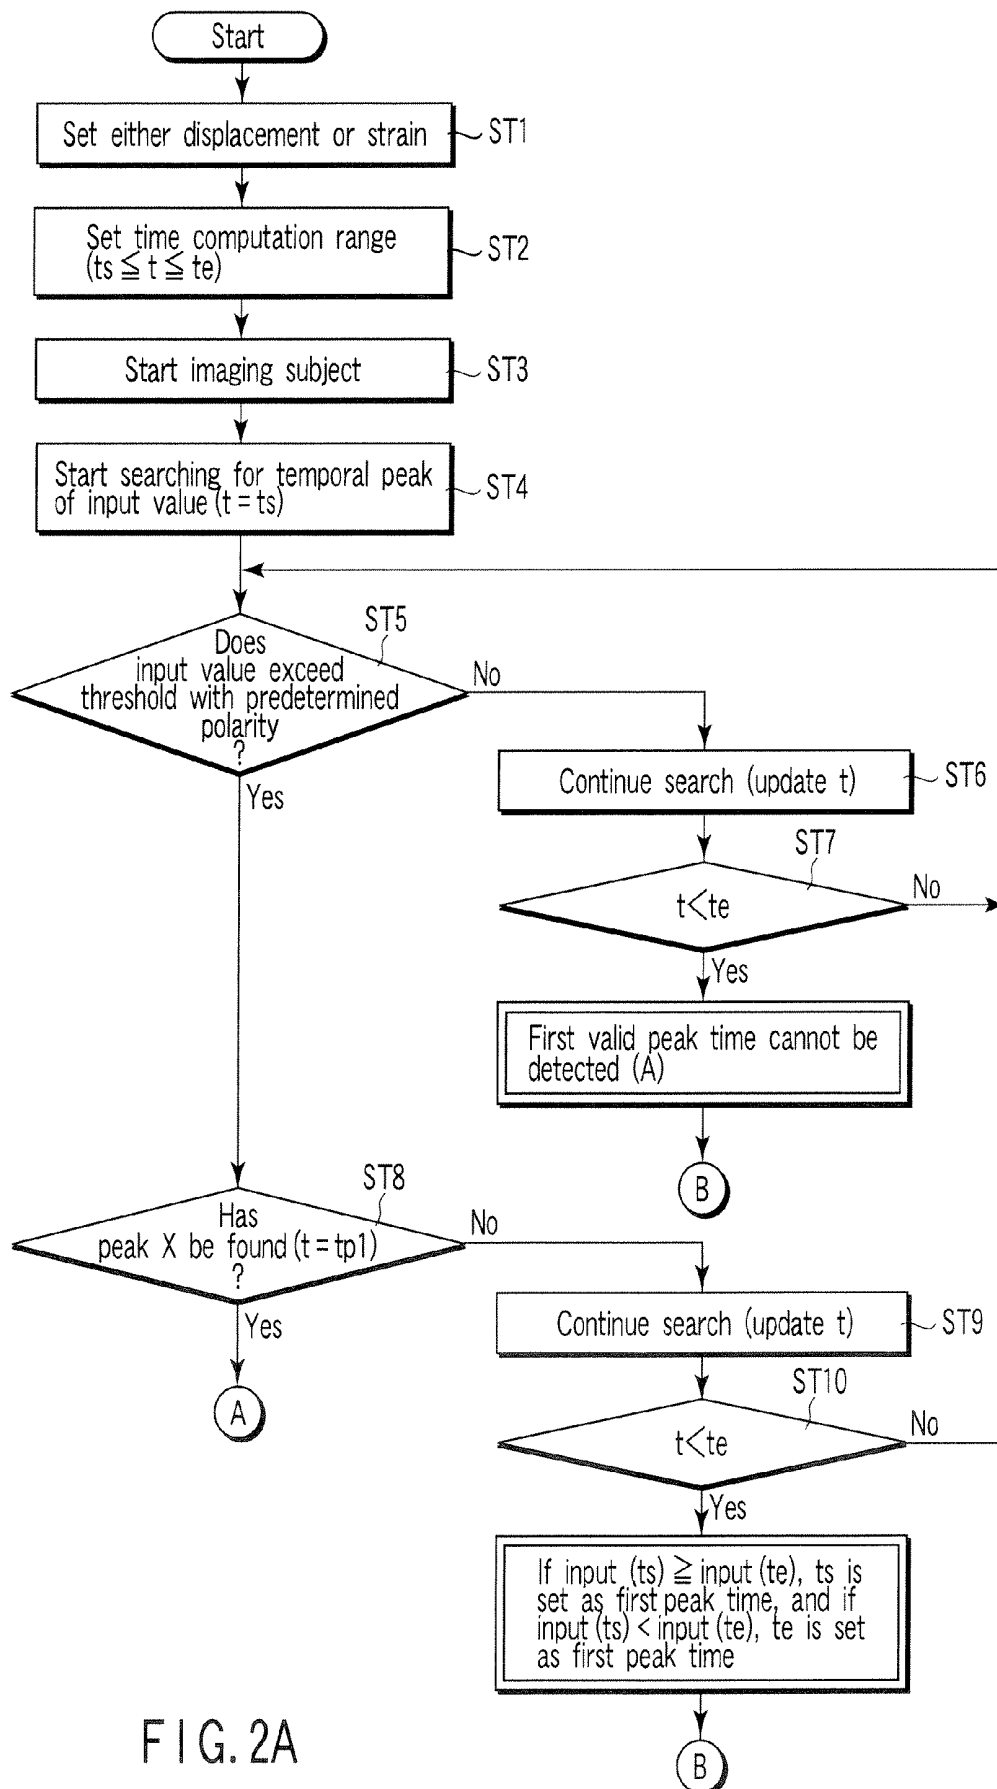 Start
Set either displacement or strain
ST1
Set time computation range
(ts ≦ t ≦ te)
ST2
Start imaging subject
ST3
Start searching for temporal peak
of input value (t = ts)
ST4
ST5
Does
input value exceed
threshold with predetermined
polarity
?
No
Yes
Continue search (update t)
ST6
ST7
t<te
No
Yes
First valid peak time cannot be
detected (A)
B
ST8
Has
peak X be found (t = tp1)
?
No
Yes
A
Continue search (update t)
ST9
ST10
t<te
No
Yes
If input (ts) ≧ input (te), ts is
set as first peak time, and if
input (ts) < input (te), te is set
as first peak time
B
FIG. 2A